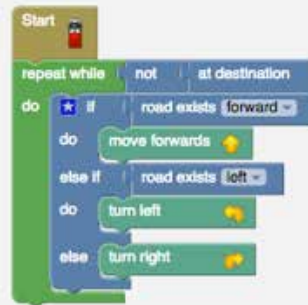 Start
repeat while not at destination
do if road exists forward
do move forwards
else if road exists left
do turn left
else turn right